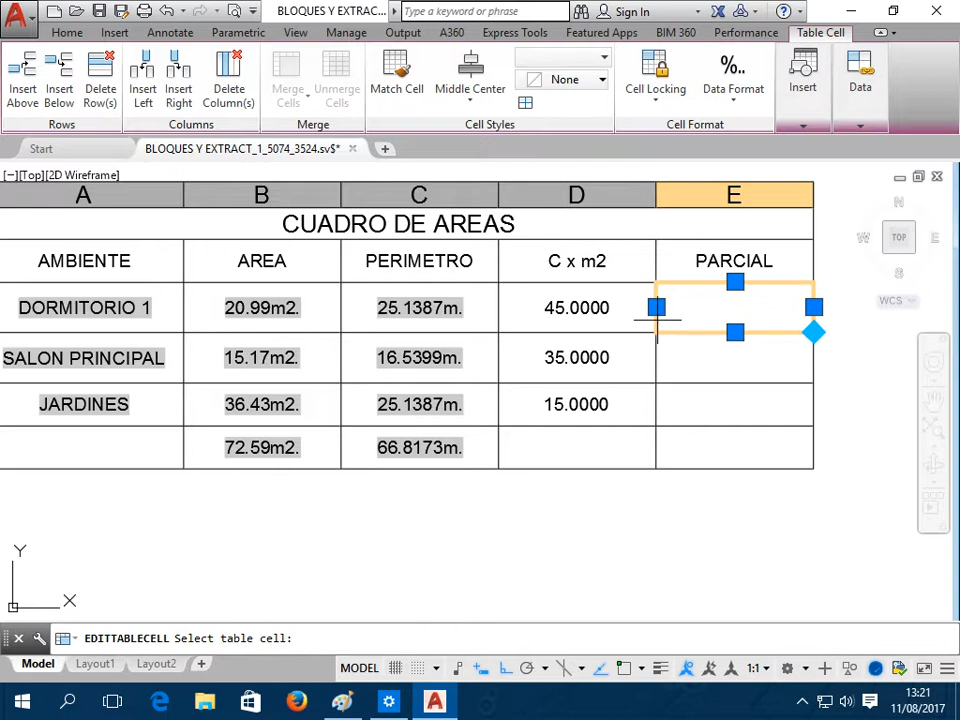 BLOQUES Y EXTRACT...
Type a keyword or phrase
Sign In
Home Insert Annotate Parametric View Manage Output A360 Express Tools Featured Apps BIM 360 Performance Table Cell
Insert Above
Insert Below
Delete Row(s)
Insert Left
Insert Right
Delete Column(s)
Merge Cells
Unmerge Cells
Match Cell
Middle Center
None
Cell Locking
%..
Data Format
Insert
Data
Rows Columns Merge Cell Styles Cell Format
Start BLOQUES Y EXTRACT_1_5074_3524.sv$*
[−][Top][2D Wireframe]
A B C D E
CUADRO DE AREAS
AMBIENTE AREA PERIMETRO C x m2 PARCIAL
DORMITORIO 1 20.99m2. 25.1387m. 45.0000
SALON PRINCIPAL 15.17m2. 16.5399m. 35.0000
JARDINES 36.43m2. 25.1387m. 15.0000
72.59m2. 66.8173m.
N
W TOP E
S
WCS
Y
X
EDITTABLECELL Select table cell:
Model Layout1 Layout2 +
MODEL 1:1
13:21
11/08/2017